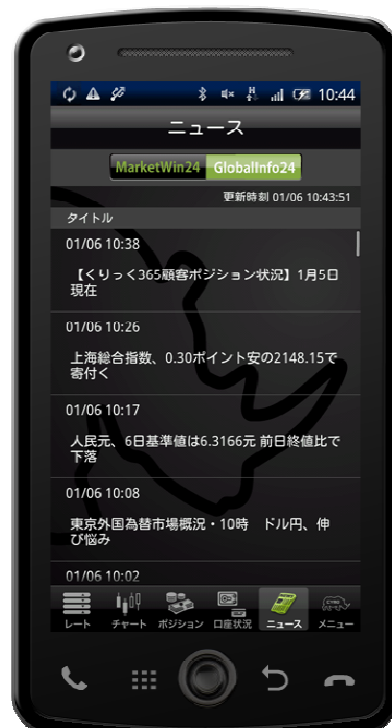 10:44
ニュース
MarketWin24 GlobalInfo24
更新時刻 01/06 10:43:51
タイトル
01/06 10:38
【くりっく365顧客ポジション状況】1月5日
現在
01/06 10:26
上海総合指数、0.30ポイント安の2148.15で
寄付く
01/06 10:17
人民元、6日基準値は6.3166元 前日終値比で
下落
01/06 10:08
東京外国為替市場概況・10時　ドル円、伸
び悩み
01/06 10:02
レート チャート ポジション 口座状況 ニュース メニュー